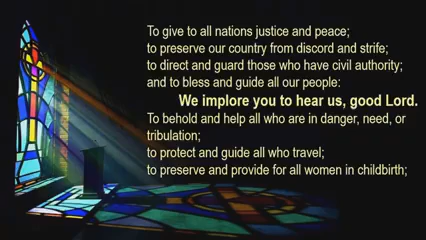 To give to all nations justice and peace;
to preserve our country from discord and strife;
to direct and guard those who have civil authority;
and to bless and guide all our people:
We implore you to hear us, good Lord.
To behold and help all who are in danger, need, or
tribulation;
to protect and guide all who travel;
to preserve and provide for all women in childbirth;